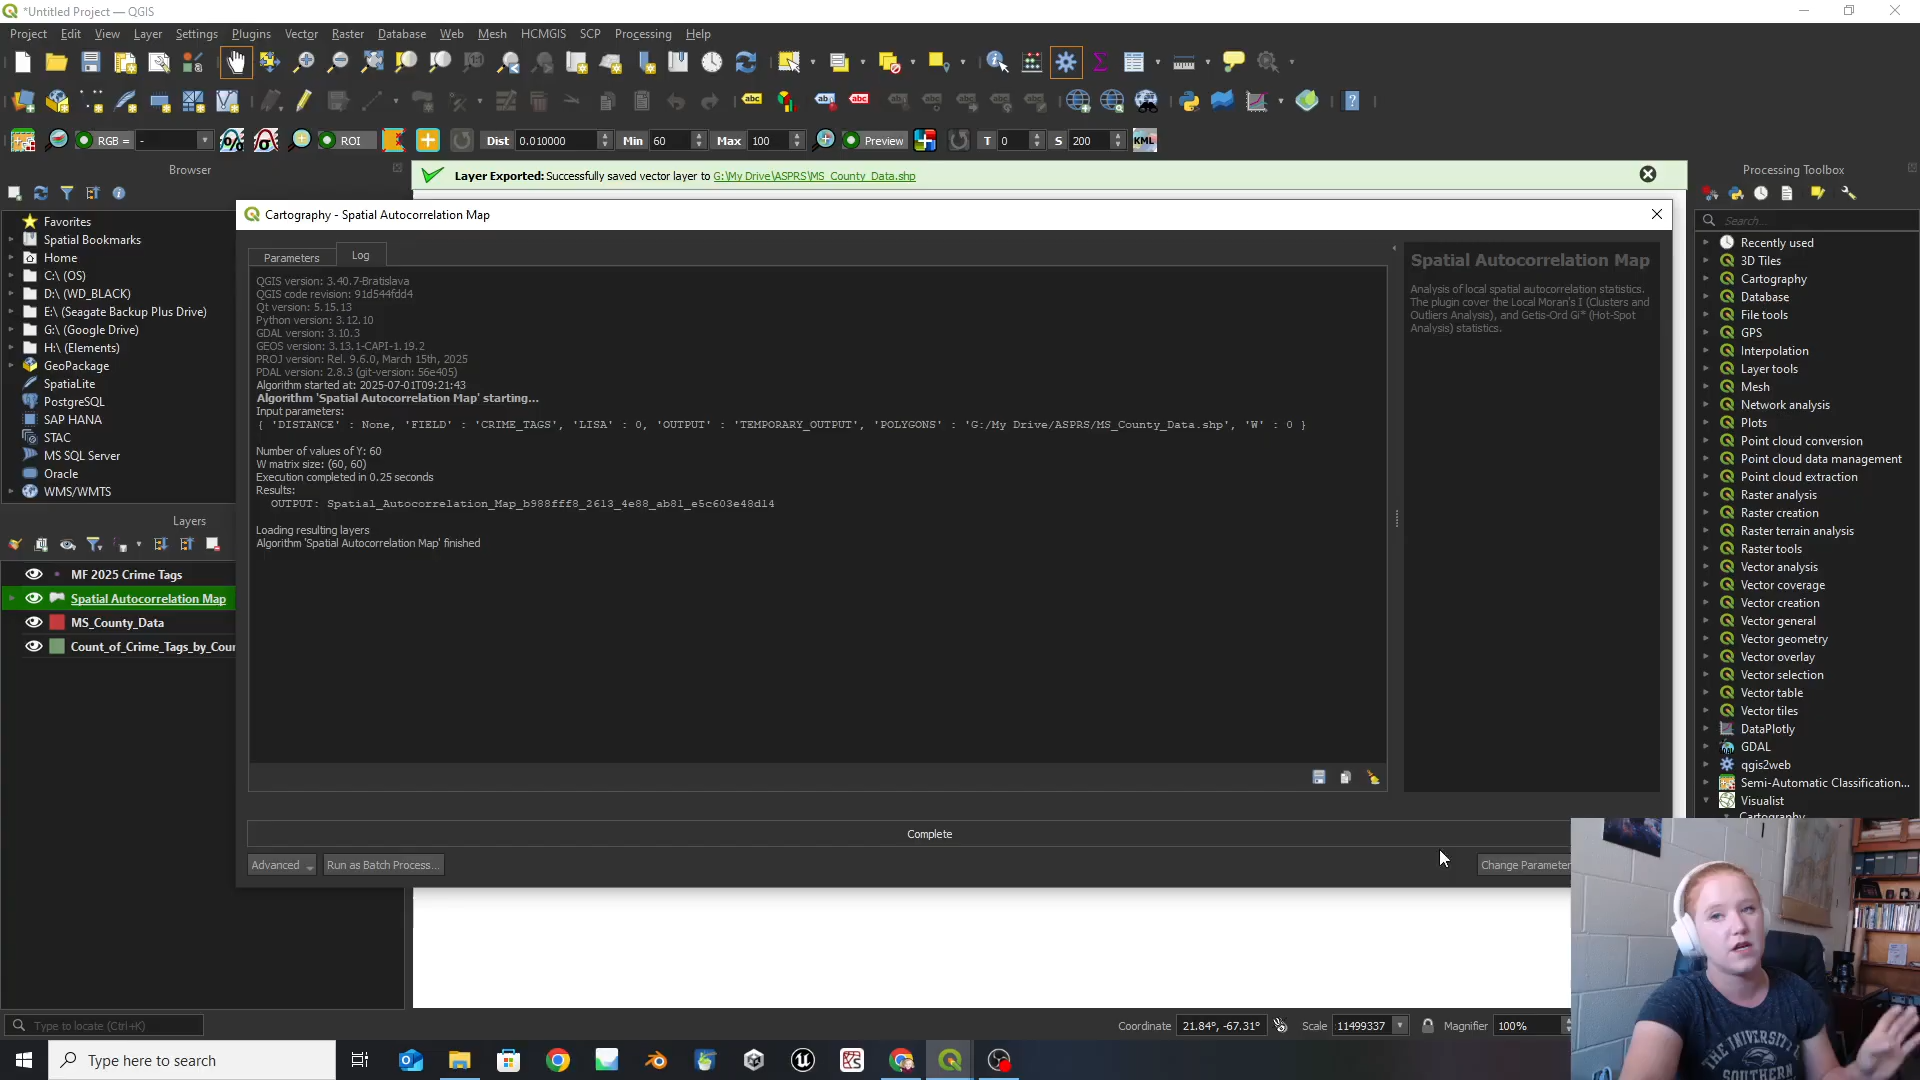 *Untitled Project — QGIS
Project Edit View Layer Settings Plugins Vector Raster Database Web Mesh HCMGIS SCP Processing Help
RGB = - ROI Dist 0.010000 Min 60 Max 100 Preview T 0 S 200 KML
Browser
Layer Exported: Successfully saved vector layer to G:\My Drive\ASPRS\MS_County_Data.shp
Processing Toolbox
Search...
Favorites
Spatial Bookmarks
Home
C:\ (OS)
D:\ (WD_BLACK)
E:\ (Seagate Backup Plus Drive)
G:\ (Google Drive)
H:\ (Elements)
GeoPackage
SpatiaLite
PostgreSQL
SAP HANA
STAC
MS SQL Server
Oracle
WMS/WMTS
Layers
MF 2025 Crime Tags
Spatial Autocorrelation Map
MS_County_Data
Count_of_Crime_Tags_by_Cour
Cartography - Spatial Autocorrelation Map
Parameters Log
QGIS version: 3.40.7-Bratislava
QGIS code revision: 91d544fdd4
Qt version: 5.15.13
Python version: 3.12.10
GDAL version: 3.10.3
GEOS version: 3.13.1-CAPI-1.19.2
PROJ version: Rel. 9.6.0, March 15th, 2025
PDAL version: 2.8.3 (git-version: 56e405)
Algorithm started at: 2025-07-01T09:21:43
Algorithm 'Spatial Autocorrelation Map' starting...
Input parameters:
{ 'DISTANCE' : None, 'FIELD' : 'CRIME_TAGS', 'LISA' : 0, 'OUTPUT' : 'TEMPORARY_OUTPUT', 'POLYGONS' : 'G:/My Drive/ASPRS/MS_County_Data.shp', 'W' : 0 }
Number of values of Y: 60
W matrix size: (60, 60)
Execution completed in 0.25 seconds
Results:
OUTPUT: Spatial_Autocorrelation_Map_b988fff8_2613_4e88_ab81_e5c603e48d14
Loading resulting layers
Algorithm 'Spatial Autocorrelation Map' finished
Spatial Autocorrelation Map
Analysis of local spatial autocorrelation statistics.
The plugin cover the Local Moran's I (Clusters and
Outliers Analysis), and Getis-Ord Gi* (Hot-Spot
Analysis) statistics.
Complete
Advanced Run as Batch Process... Change Parameter
Recently used
3D Tiles
Cartography
Database
File tools
GPS
Interpolation
Layer tools
Mesh
Network analysis
Plots
Point cloud conversion
Point cloud data management
Point cloud extraction
Raster analysis
Raster creation
Raster terrain analysis
Raster tools
Vector analysis
Vector coverage
Vector creation
Vector general
Vector geometry
Vector overlay
Vector selection
Vector table
Vector tiles
DataPlotly
GDAL
qgis2web
Semi-Automatic Classification...
Visualist
Cartography
THE UNIVERSITY
SOUTHERN
Type to locate (Ctrl+K)
Coordinate 21.84°, -67.31° Scale 11499337 Magnifier 100%
Type here to search